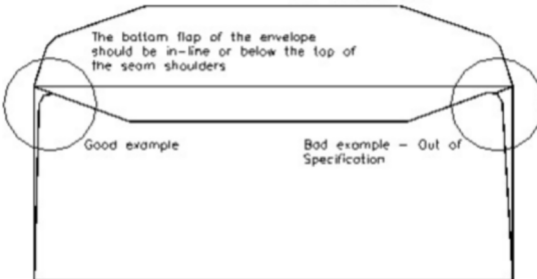 The bottom flap of the envelope
should be in-line or below the top of
the seam shoulders
Good example
Bad example - Out of
Specification